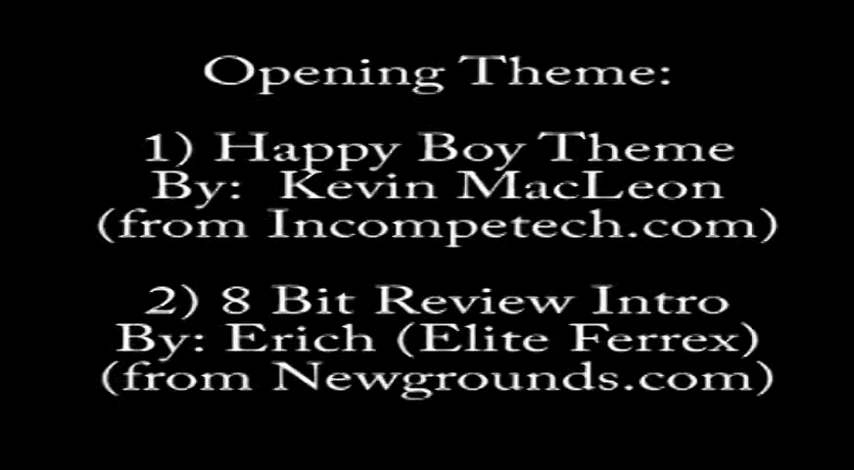 Opening Theme:
1) Happy Boy Theme
By: Kevin MacLeon
(from Incompetech.com)
2) 8 Bit Review Intro
By: Erich (Elite Ferrex)
(from Newgrounds.com)